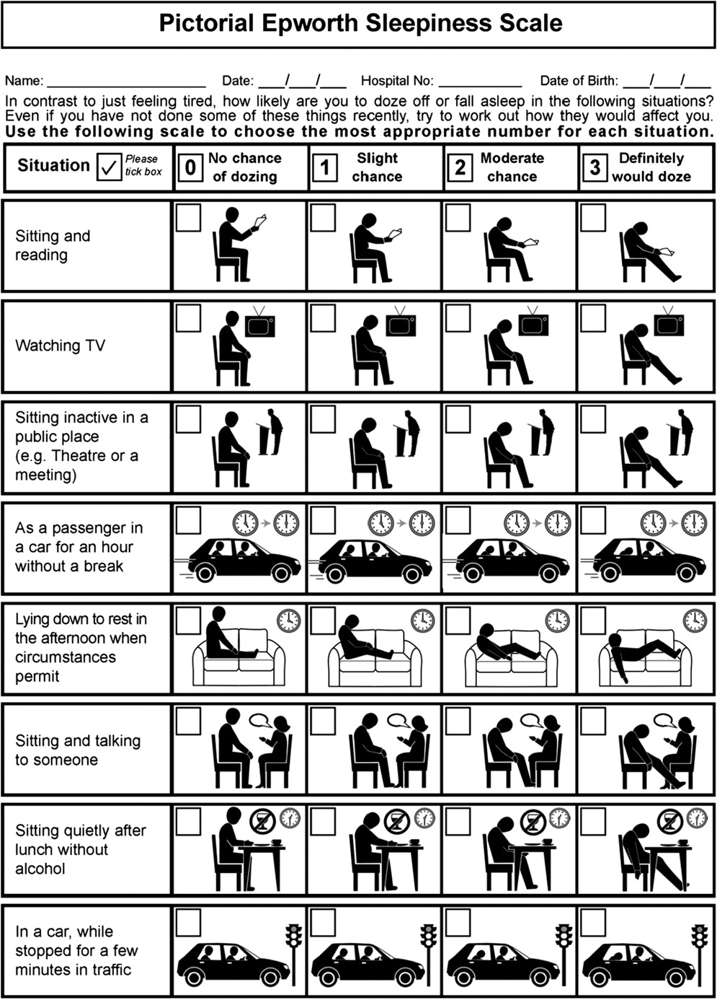 Pictorial Epworth Sleepiness Scale
Name: ____________________ Date: ___/___/___ Hospital No: __________ Date of Birth: ___/___/___
In contrast to just feeling tired, how likely are you to doze off or fall asleep in the following situations?
Even if you have not done some of these things recently, try to work out how they would affect you.
Use the following scale to choose the most appropriate number for each situation.
Situation
Please
tick box
0 No chance
of dozing
1 Slight
chance
2 Moderate
chance
3 Definitely
would doze
Sitting and
reading
Watching TV
Sitting inactive in a
public place
(e.g. Theatre or a
meeting)
As a passenger in
a car for an hour
without a break
Lying down to rest in
the afternoon when
circumstances
permit
Sitting and talking
to someone
Sitting quietly after
lunch without
alcohol
In a car, while
stopped for a few
minutes in traffic